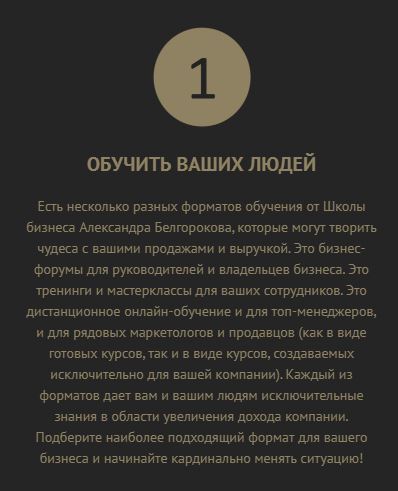 1
ОБУЧИТЬ ВАШИХ ЛЮДЕЙ
Есть несколько разных форматов обучения от Школы
бизнеса Александра Белгорокова, которые могут творить
чудеса с вашими продажами и выручкой. Это бизнес-
форумы для руководителей и владельцев бизнеса. Это
тренинги и мастерклассы для ваших сотрудников. Это
дистанционное онлайн-обучение и для топ-менеджеров,
и для рядовых маркетологов и продавцов (как в виде
готовых курсов, так и в виде курсов, создаваемых
исключительно для вашей компании). Каждый из
форматов дает вам и вашим людям исключительные
знания в области увеличения дохода компании.
Подберите наиболее подходящий формат для вашего
бизнеса и начинайте кардинально менять ситуацию!